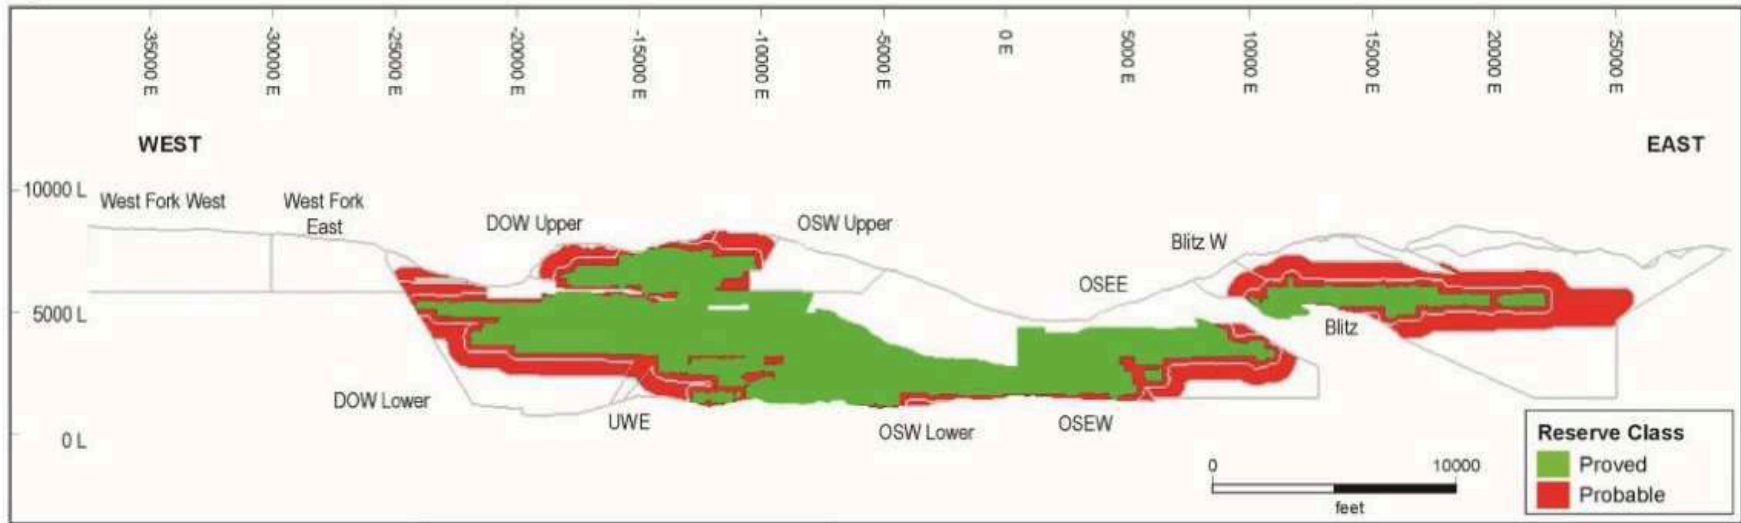 -35000 E
-30000 E
-25000 E
-20000 E
-15000 E
-10000 E
-5000 E
0 E
5000 E
10000 E
15000 E
20000 E
25000 E
WEST
EAST
10000 L
West Fork West
West Fork
East
DOW Upper
OSW Upper
Blitz W
OSEE
5000 L
Blitz
DOW Lower
UWE
OSW Lower
OSEW
0 L
Reserve Class
Proved
Probable
0
10000
feet